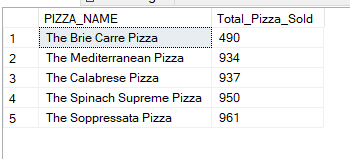 PIZZA_NAME Total_Pizza_Sold
1 The Brie Carre Pizza 490
2 The Mediterranean Pizza 934
3 The Calabrese Pizza 937
4 The Spinach Supreme Pizza 950
5 The Soppressata Pizza 961